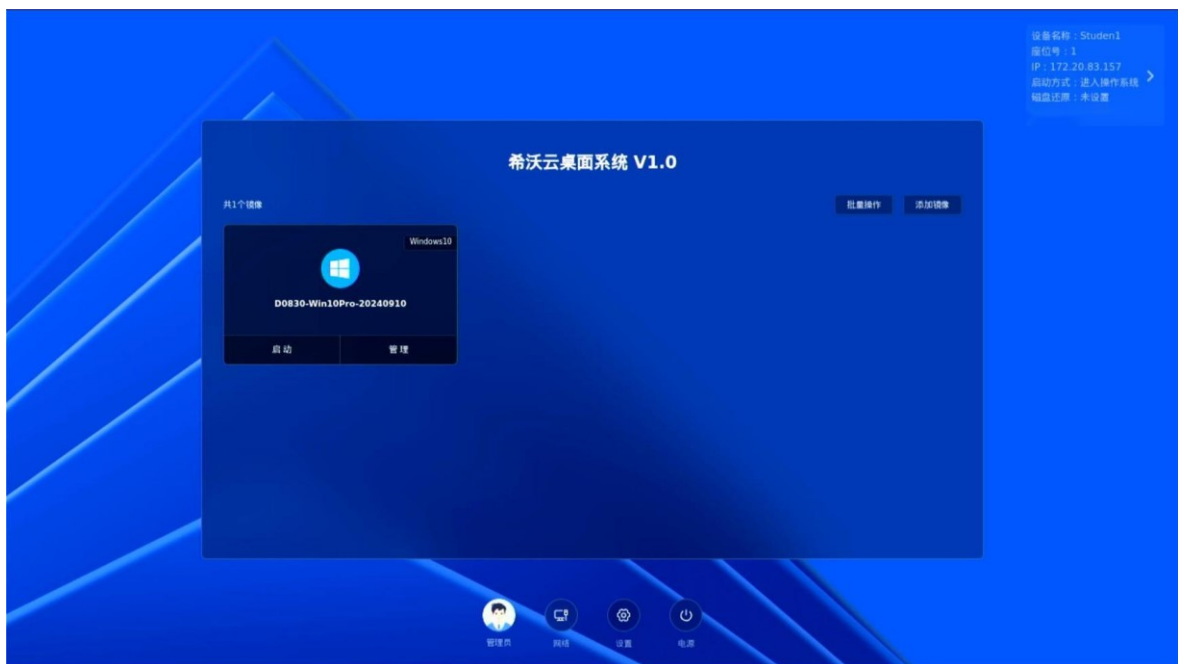 设备名称：Studen1
座位号：1
IP：172.20.83.157
启动方式：进入操作系统
磁盘还原：未设置
希沃云桌面系统 V1.0
共1个镜像
批量操作
添加镜像
Windows10
D0830-Win10Pro-20240910
启动
管理
管理员
网络
设置
电源